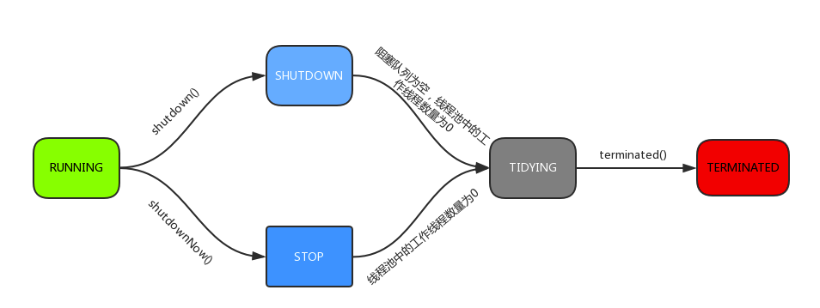 RUNNING
shutdown()
shutdownNow()
SHUTDOWN
STOP
阻塞队列为空，线程池中的工
作线程数量为0
线程池中的工作线程数量为0
TIDYING
terminated()
TERMINATED